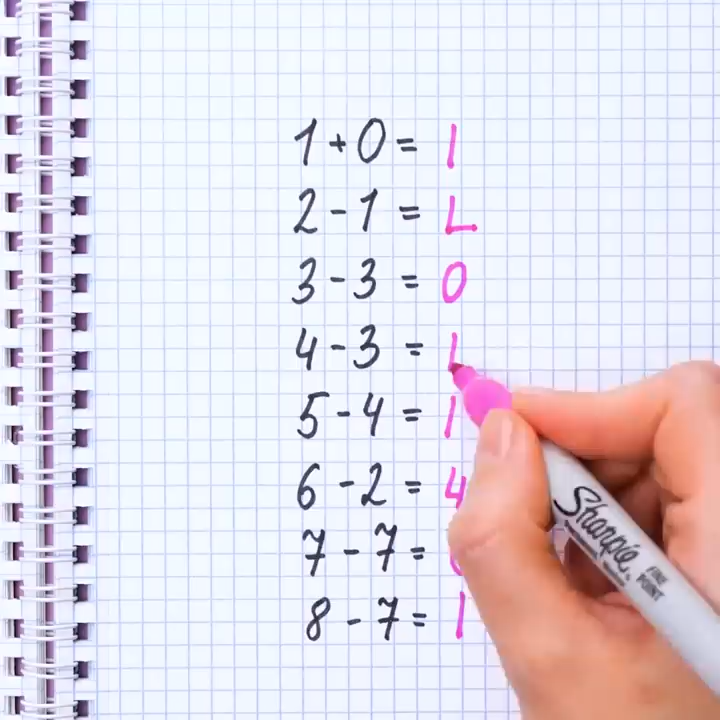 1+0= 1
2-1= L
3-3= 0
4-3= 1
5-4= 1
6-2= 4
7-7=
8-7= 1
Sharpie
FINE
POINT